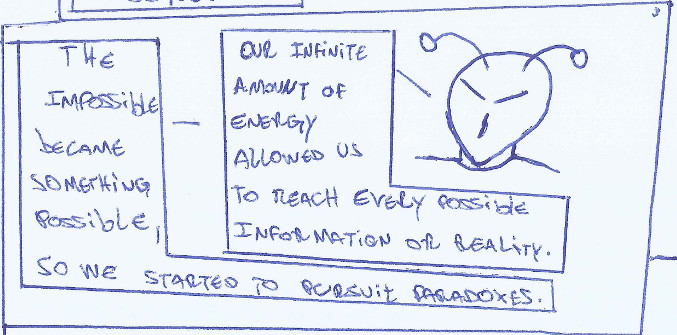 THE
IMPOSSIBLE
BECAME
SOMETHING
POSSIBLE,
SO WE STARTED TO PURSUIT PARADOXES.
OUR INFINITE
AMOUNT OF
ENERGY
ALLOWED US
TO REACH EVERY POSSIBLE
INFORMATION OR REALITY.